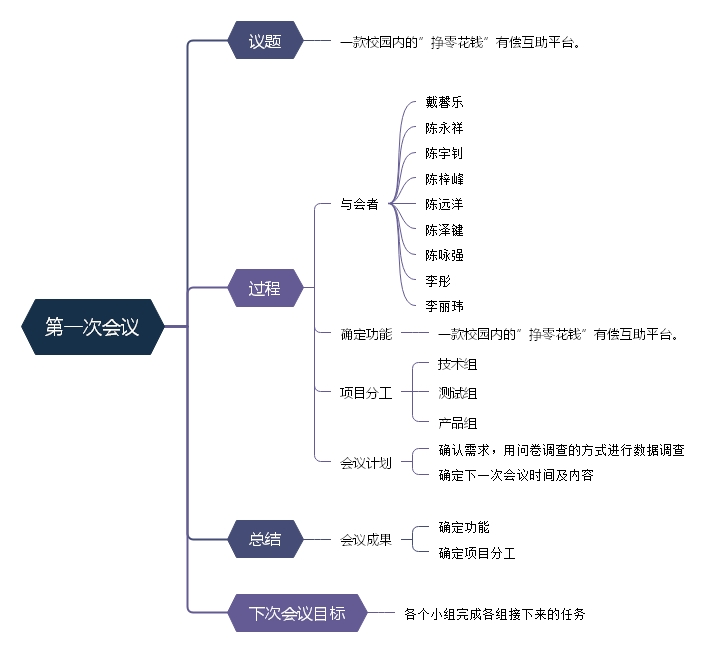 第一次会议
议题
一款校园内的”挣零花钱”有偿互助平台。
过程
与会者
戴馨乐
陈永祥
陈宇钊
陈梓峰
陈远洋
陈泽键
陈咏强
李彤
李丽玮
确定功能
一款校园内的”挣零花钱”有偿互助平台。
项目分工
技术组
测试组
产品组
会议计划
确认需求，用问卷调查的方式进行数据调查
确定下一次会议时间及内容
总结
会议成果
确定功能
确定项目分工
下次会议目标
各个小组完成各组接下来的任务